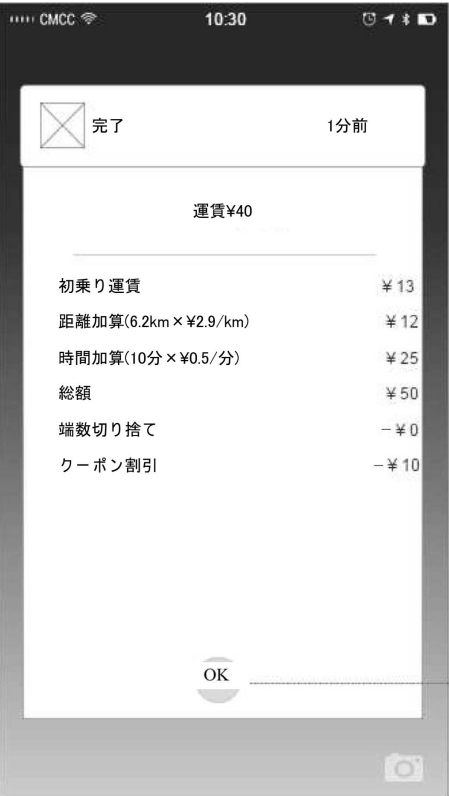 CMCC 10:30
完了 1分前
運賃¥40
初乗り運賃 ¥13
距離加算(6.2km×¥2.9/km) ¥12
時間加算(10分×¥0.5/分) ¥25
総額 ¥50
端数切り捨て −¥0
クーポン割引 −¥10
OK